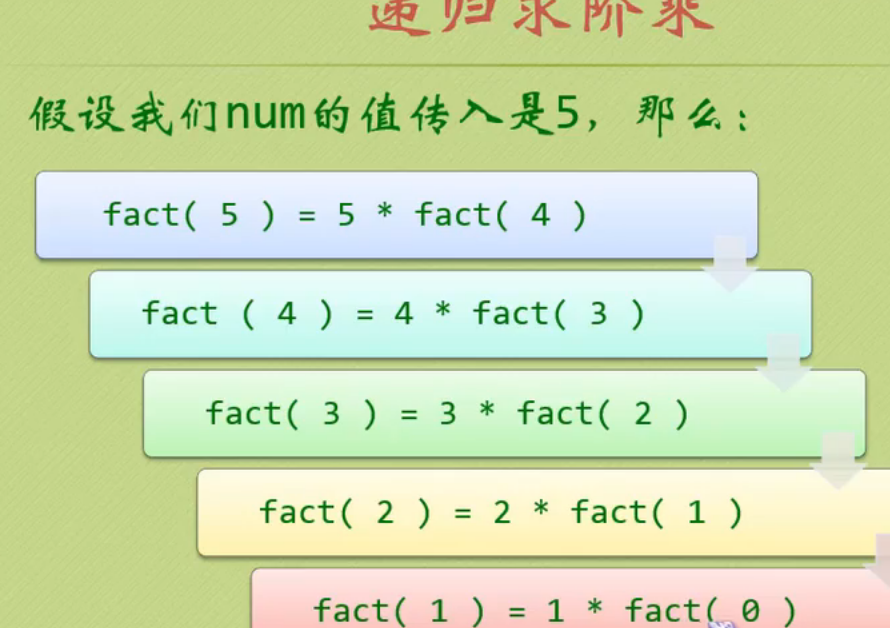 递归求阶乘
假设我们num的值传入是5，那么：
fact( 5 ) = 5 * fact( 4 )
fact ( 4 ) = 4 * fact( 3 )
fact( 3 ) = 3 * fact( 2 )
fact( 2 ) = 2 * fact( 1 )
fact( 1 ) = 1 * fact( 0 )